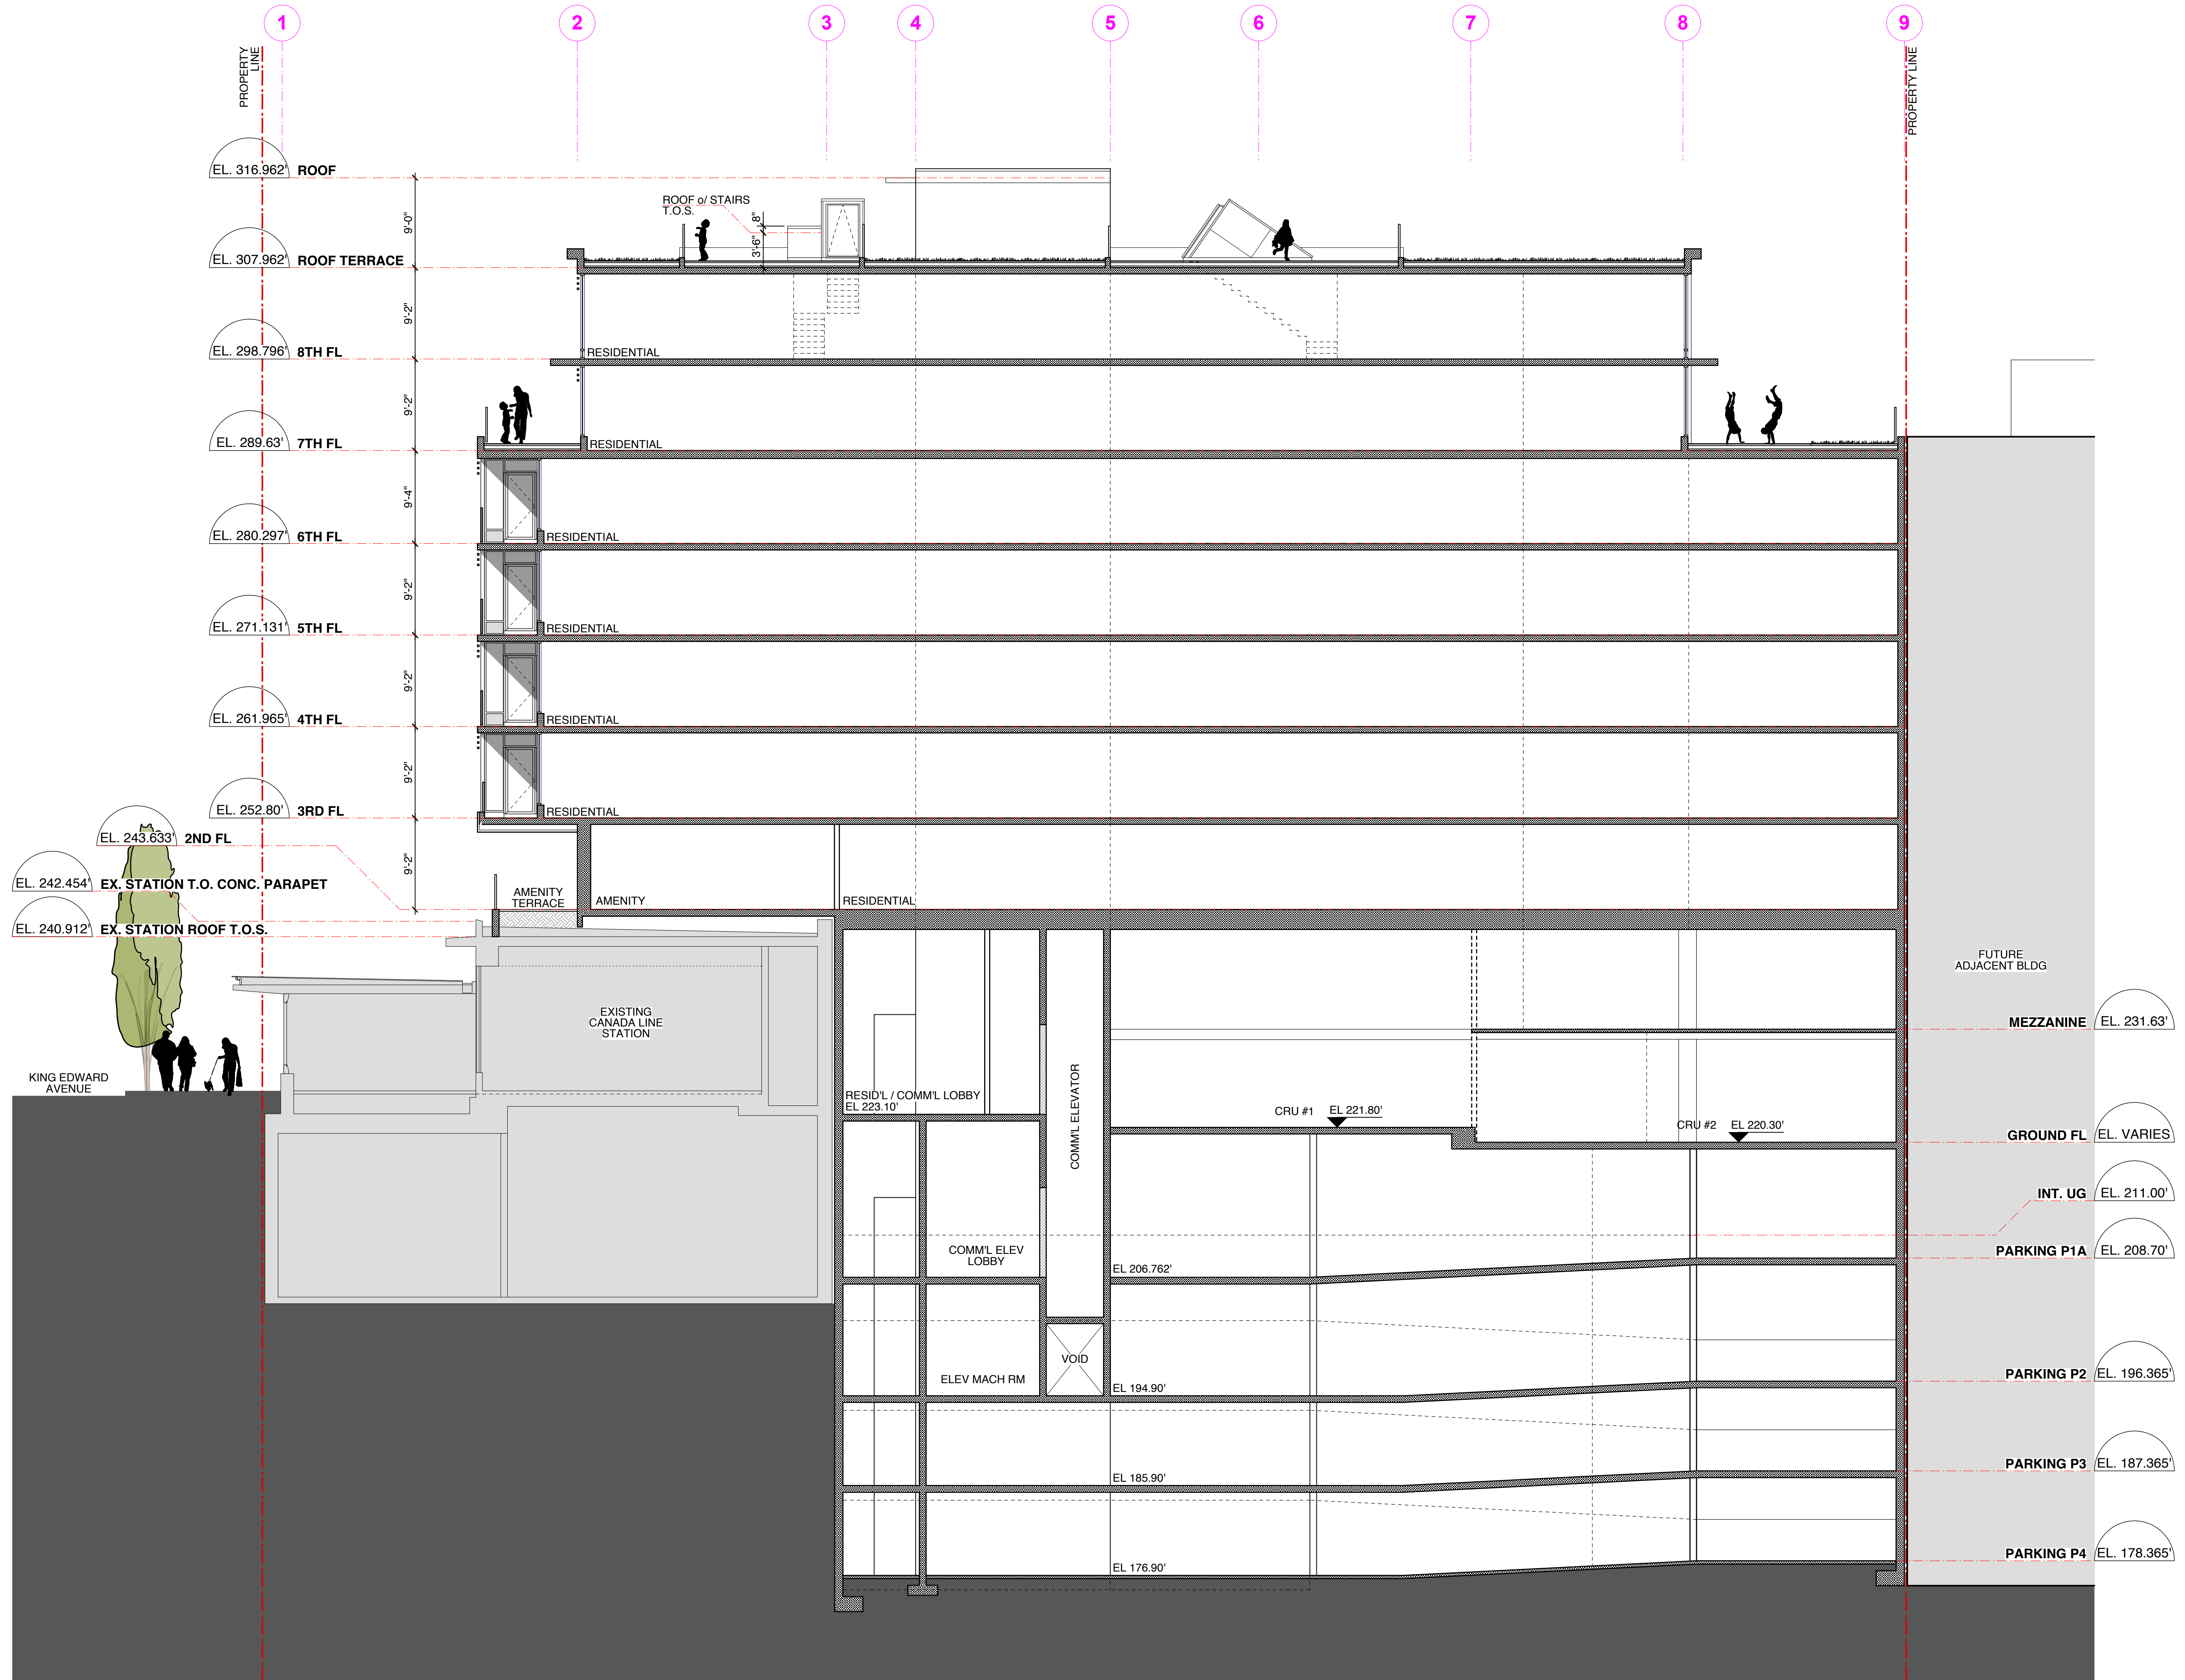 1
2
3
4
5
6
7
8
9
PROPERTY
LINE
PROPERTY LINE
EL. 316.962' ROOF
9'-0"
ROOF o/ STAIRS
T.O.S.
8"
3'-6"
EL. 307.962' ROOF TERRACE
9'-2"
EL. 298.796' 8TH FL
RESIDENTIAL
9'-2"
EL. 289.63' 7TH FL
RESIDENTIAL
9'-4"
EL. 280.297' 6TH FL
RESIDENTIAL
9'-2"
EL. 271.131' 5TH FL
RESIDENTIAL
9'-2"
EL. 261.965' 4TH FL
RESIDENTIAL
9'-2"
EL. 252.80' 3RD FL
RESIDENTIAL
EL. 243.633' 2ND FL
9'-2"
EL. 242.454' EX. STATION T.O. CONC. PARAPET
AMENITY
TERRACE
AMENITY
RESIDENTIAL
EL. 240.912' EX. STATION ROOF T.O.S.
FUTURE
ADJACENT BLDG
EXISTING
CANADA LINE
STATION
MEZZANINE EL. 231.63'
KING EDWARD
AVENUE
RESID'L / COMM'L LOBBY
EL 223.10'
COMM'L ELEVATOR
CRU #1 EL 221.80'
CRU #2 EL 220.30'
GROUND FL EL. VARIES
INT. UG EL. 211.00'
COMM'L ELEV
LOBBY
PARKING P1A EL. 208.70'
EL 206.762'
VOID
ELEV MACH RM
EL 194.90'
PARKING P2 EL. 196.365'
EL 185.90'
PARKING P3 EL. 187.365'
EL 176.90'
PARKING P4 EL. 178.365'